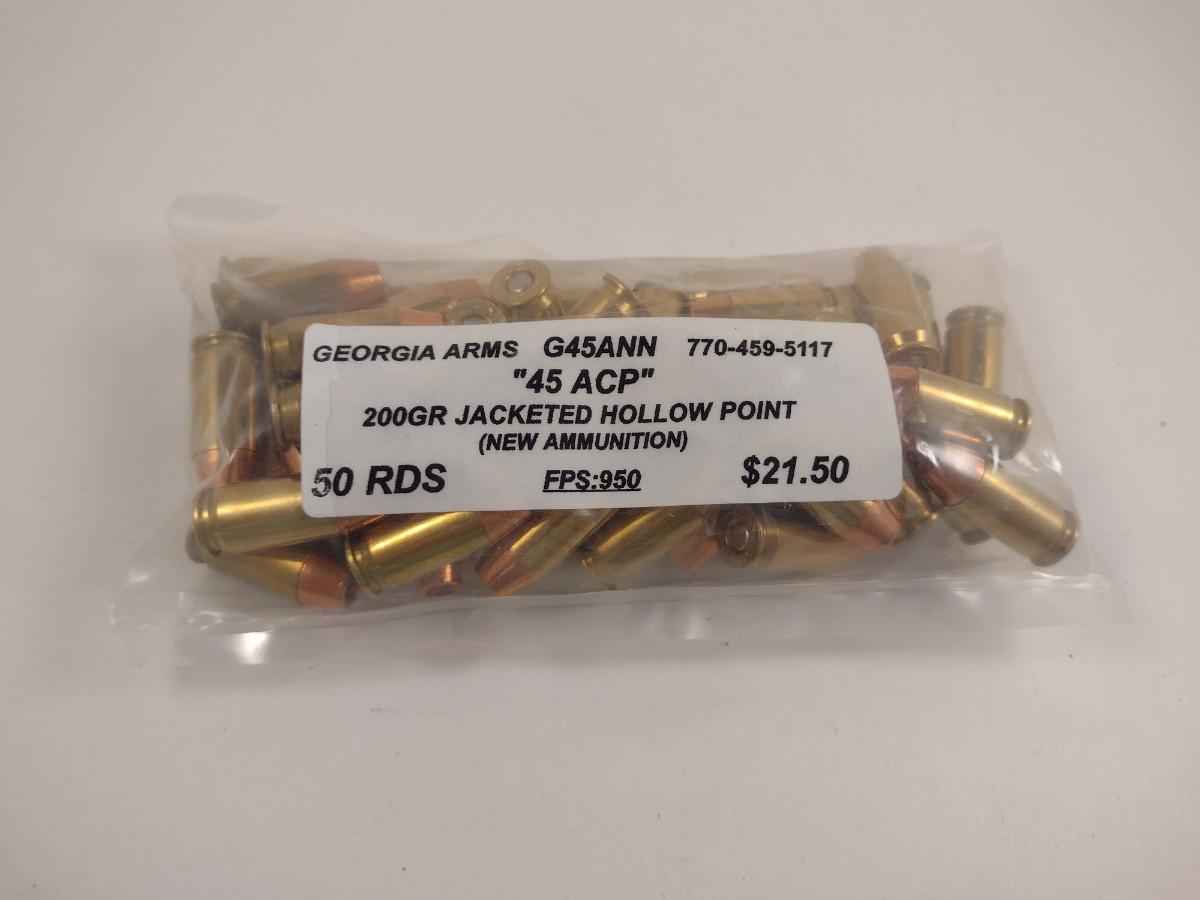 GEORGIA ARMS G45ANN 770-459-5117
"45 ACP"
200GR JACKETED HOLLOW POINT
(NEW AMMUNITION)
50 RDS FPS:950 $21.50